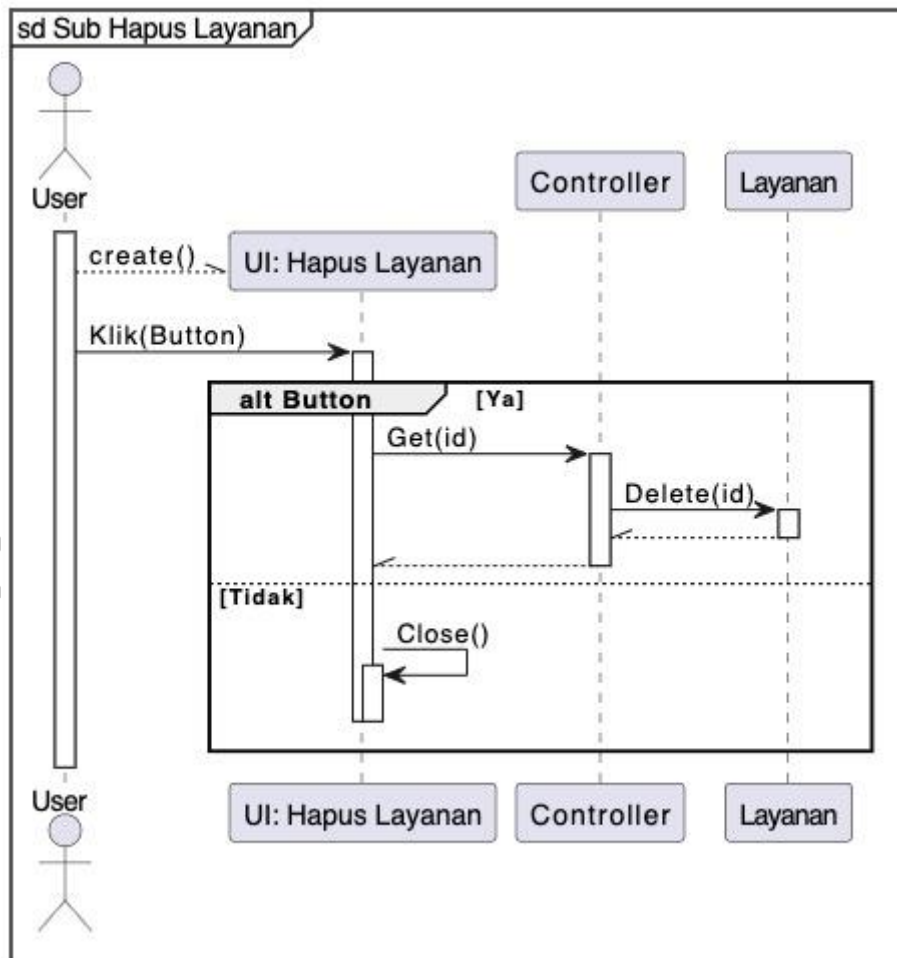 sd Sub Hapus Layanan
User
Controller
Layanan
create()
UI: Hapus Layanan
Klik(Button)
alt Button
[Ya]
Get(id)
Delete(id)
[Tidak]
Close()
User
UI: Hapus Layanan
Controller
Layanan